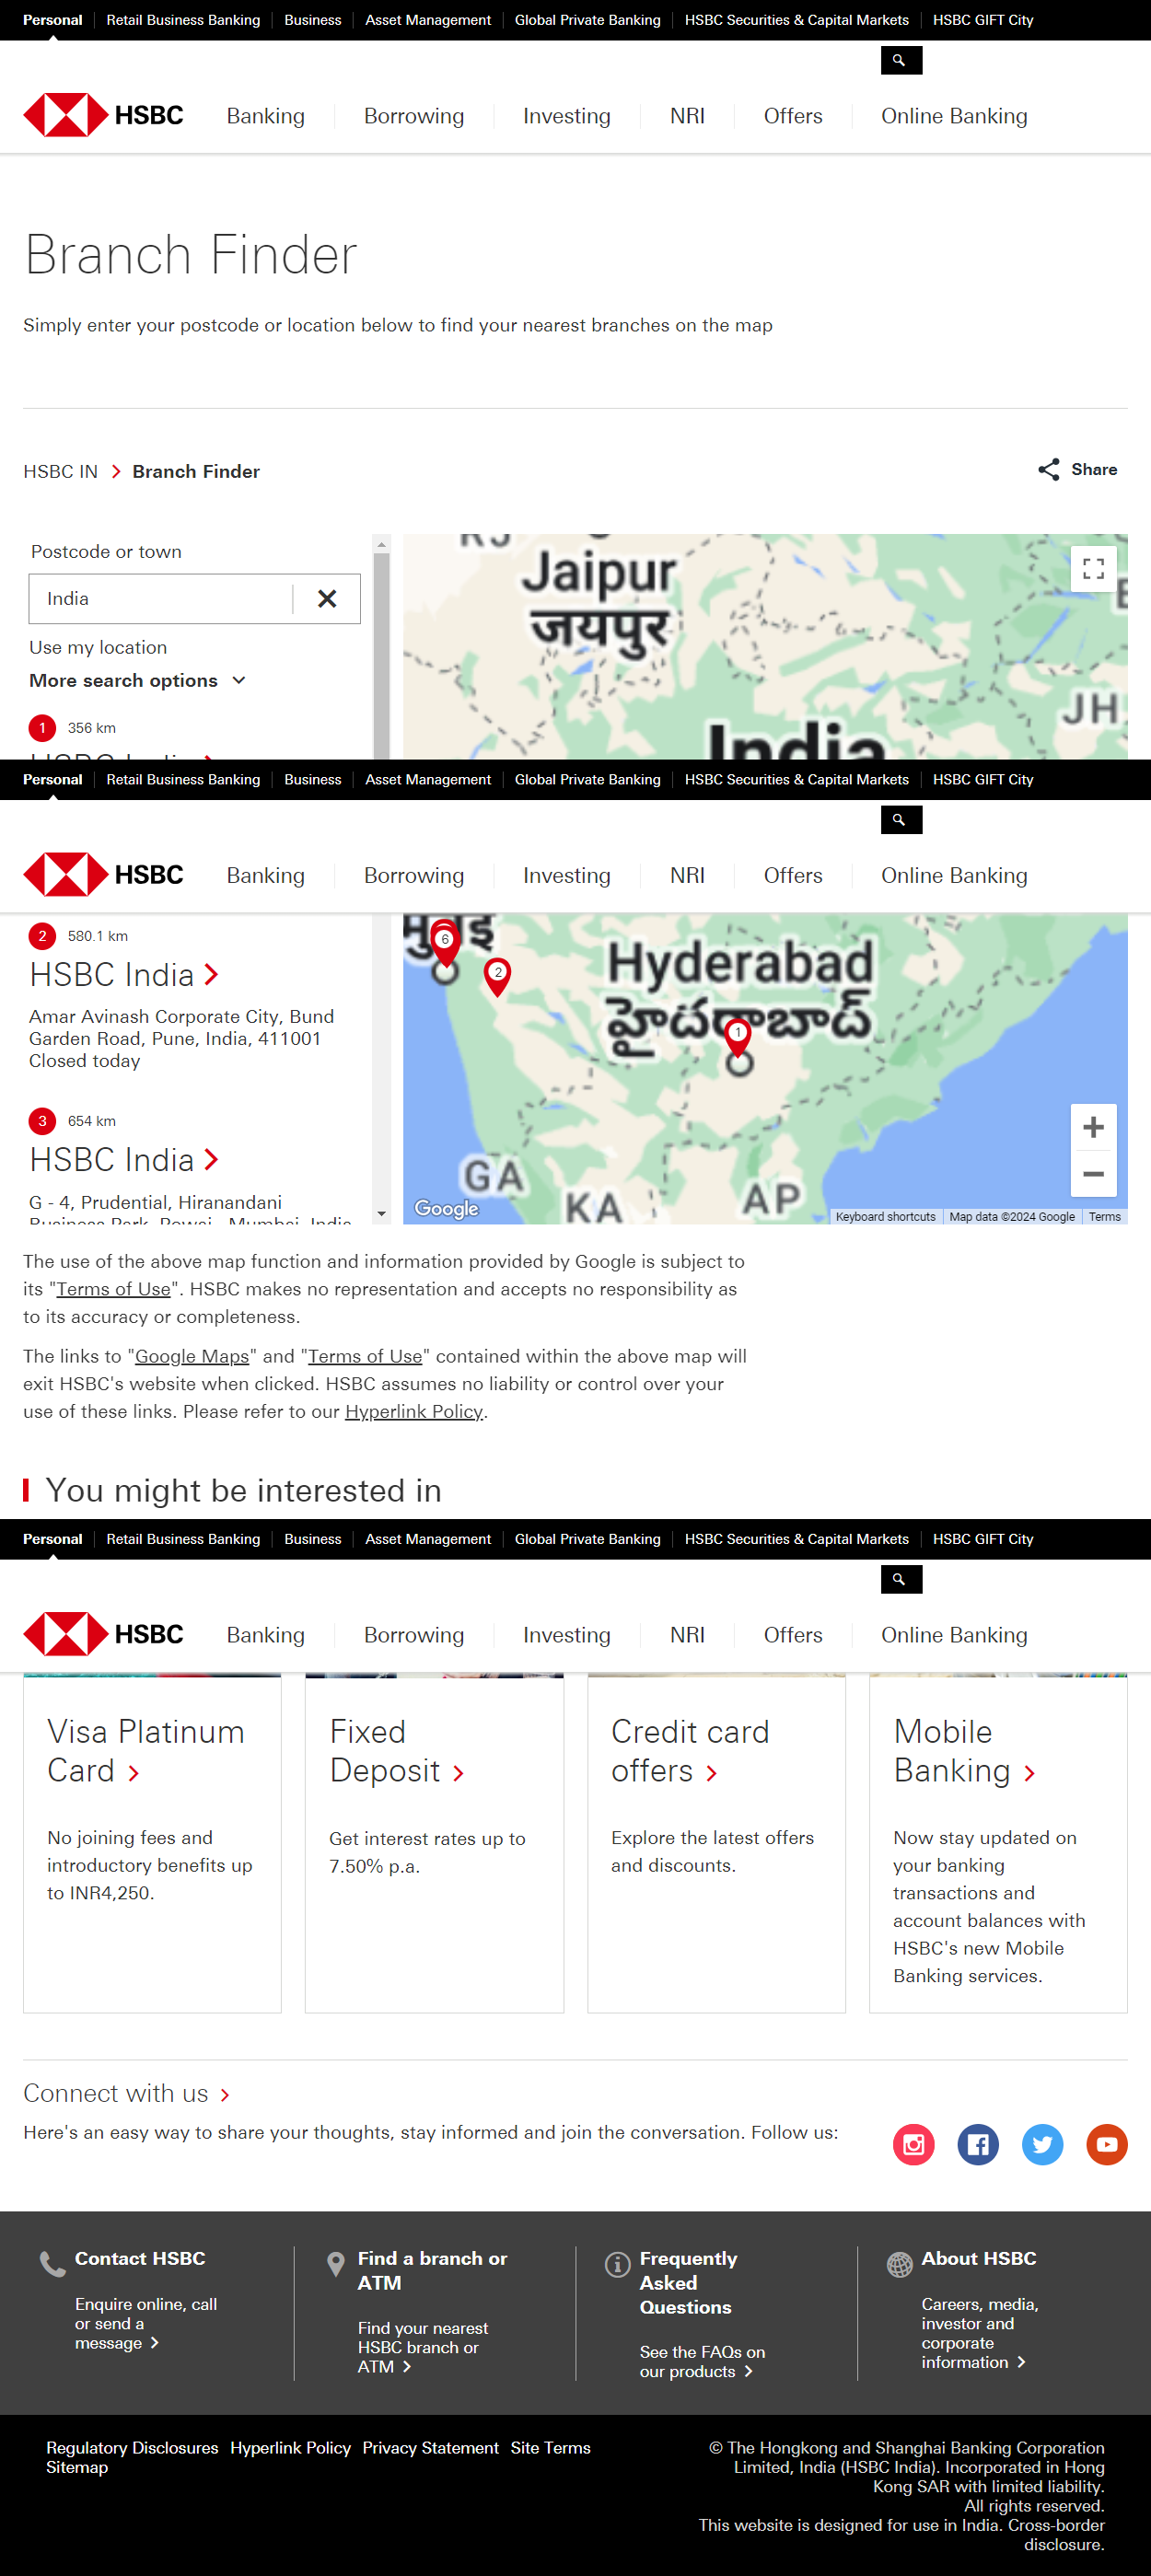 Personal Retail Business Banking Business Asset Management Global Private Banking HSBC Securities & Capital Markets HSBC GIFT City
HSBC Banking Borrowing Investing NRI Offers Online Banking
Branch Finder
Simply enter your postcode or location below to find your nearest branches on the map
HSBC IN Branch Finder
Share
Postcode or town
India
Use my location
More search options
1 356 km
HSBC India
Jaipur
जयपुर
JH
India
Personal Retail Business Banking Business Asset Management Global Private Banking HSBC Securities & Capital Markets HSBC GIFT City
HSBC Banking Borrowing Investing NRI Offers Online Banking
2 580.1 km
HSBC India
Amar Avinash Corporate City, Bund
Garden Road, Pune, India, 411001
Closed today
3 654 km
HSBC India
G - 4, Prudential, Hiranandani
Business Park, Powai, Mumbai, India
6
2
Hyderabad
హైదరాబాద్
1
GA
KA
AP
Google
Keyboard shortcuts Map data ©2024 Google Terms
The use of the above map function and information provided by Google is subject to
its "Terms of Use". HSBC makes no representation and accepts no responsibility as
to its accuracy or completeness.
The links to "Google Maps" and "Terms of Use" contained within the above map will
exit HSBC's website when clicked. HSBC assumes no liability or control over your
use of these links. Please refer to our Hyperlink Policy.
You might be interested in
Personal Retail Business Banking Business Asset Management Global Private Banking HSBC Securities & Capital Markets HSBC GIFT City
HSBC Banking Borrowing Investing NRI Offers Online Banking
Visa Platinum
Card
No joining fees and
introductory benefits up
to INR4,250.
Fixed
Deposit
Get interest rates up to
7.50% p.a.
Credit card
offers
Explore the latest offers
and discounts.
Mobile
Banking
Now stay updated on
your banking
transactions and
account balances with
HSBC's new Mobile
Banking services.
Connect with us
Here's an easy way to share your thoughts, stay informed and join the conversation. Follow us:
Contact HSBC
Enquire online, call
or send a
message
Find a branch or
ATM
Find your nearest
HSBC branch or
ATM
Frequently
Asked
Questions
See the FAQs on
our products
About HSBC
Careers, media,
investor and
corporate
information
Regulatory Disclosures Hyperlink Policy Privacy Statement Site Terms
Sitemap
© The Hongkong and Shanghai Banking Corporation
Limited, India (HSBC India). Incorporated in Hong
Kong SAR with limited liability.
All rights reserved.
This website is designed for use in India. Cross-border
disclosure.